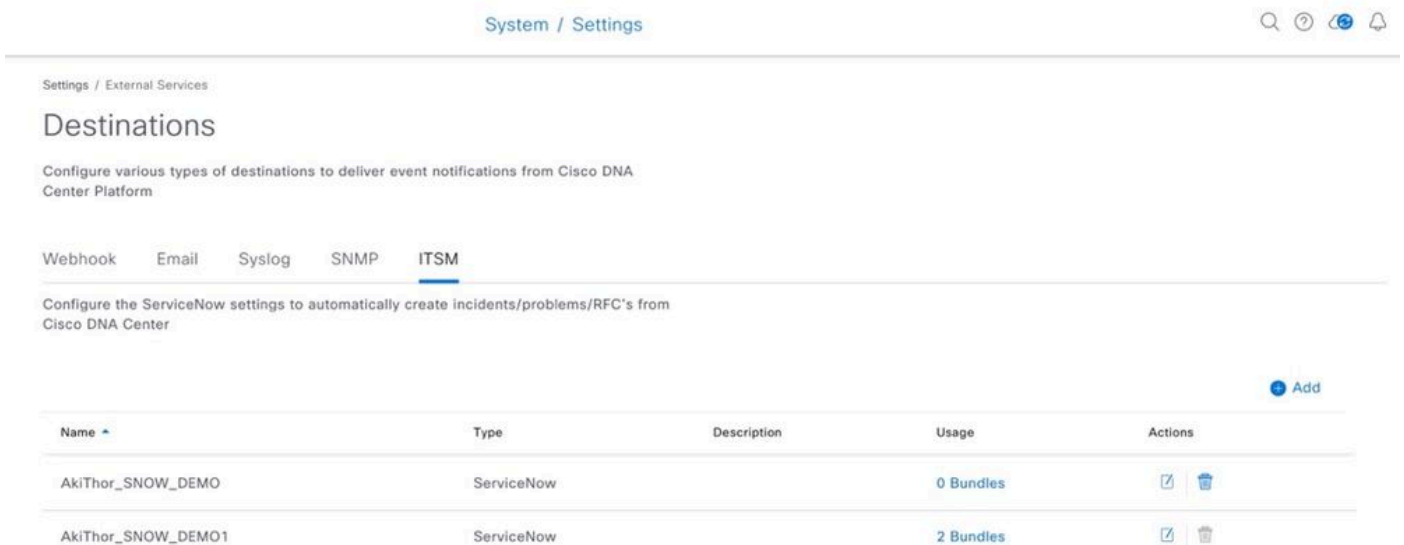 System / Settings
Settings / External Services
Destinations
Configure various types of destinations to deliver event notifications from Cisco DNA
Center Platform
Webhook Email Syslog SNMP ITSM
Configure the ServiceNow settings to automatically create incidents/problems/RFC's from
Cisco DNA Center
Add
Name Type Description Usage Actions
AkiThor_SNOW_DEMO ServiceNow 0 Bundles
AkiThor_SNOW_DEMO1 ServiceNow 2 Bundles